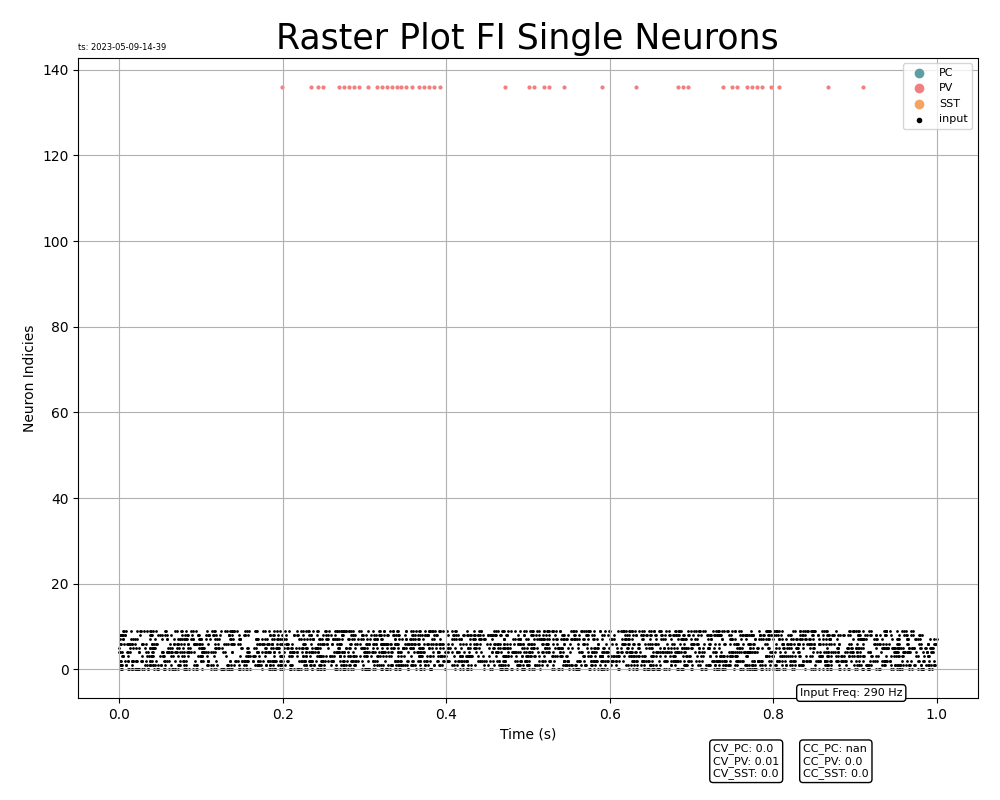 Raster Plot FI Single Neurons
ts: 2023-05-09-14-39
140
120
100
80
60
40
20
0
Neuron Indicies
PC
PV
SST
input
Input Freq: 290 Hz
0.0 0.2 0.4 0.6 0.8 1.0
Time (s)
CV_PC: 0.0
CV_PV: 0.01
CV_SST: 0.0
CC_PC: nan
CC_PV: 0.0
CC_SST: 0.0